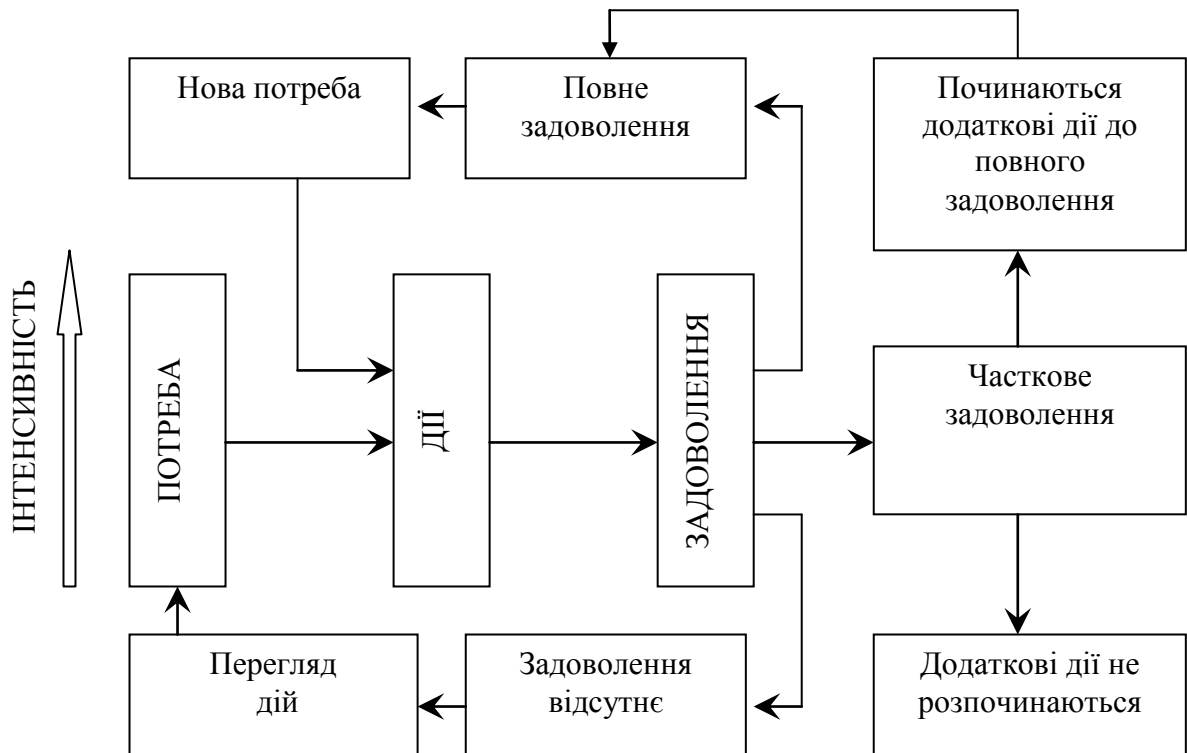 Нова потреба
Повне
задоволення
Починаються
додаткові дії до
повного
задоволення
ІНТЕНСИВНІСТЬ
ПОТРЕБА
ДІЇ
ЗАДОВОЛЕННЯ
Часткове
задоволення
Перегляд
дій
Задоволення
відсутнє
Додаткові дії не
розпочинаються